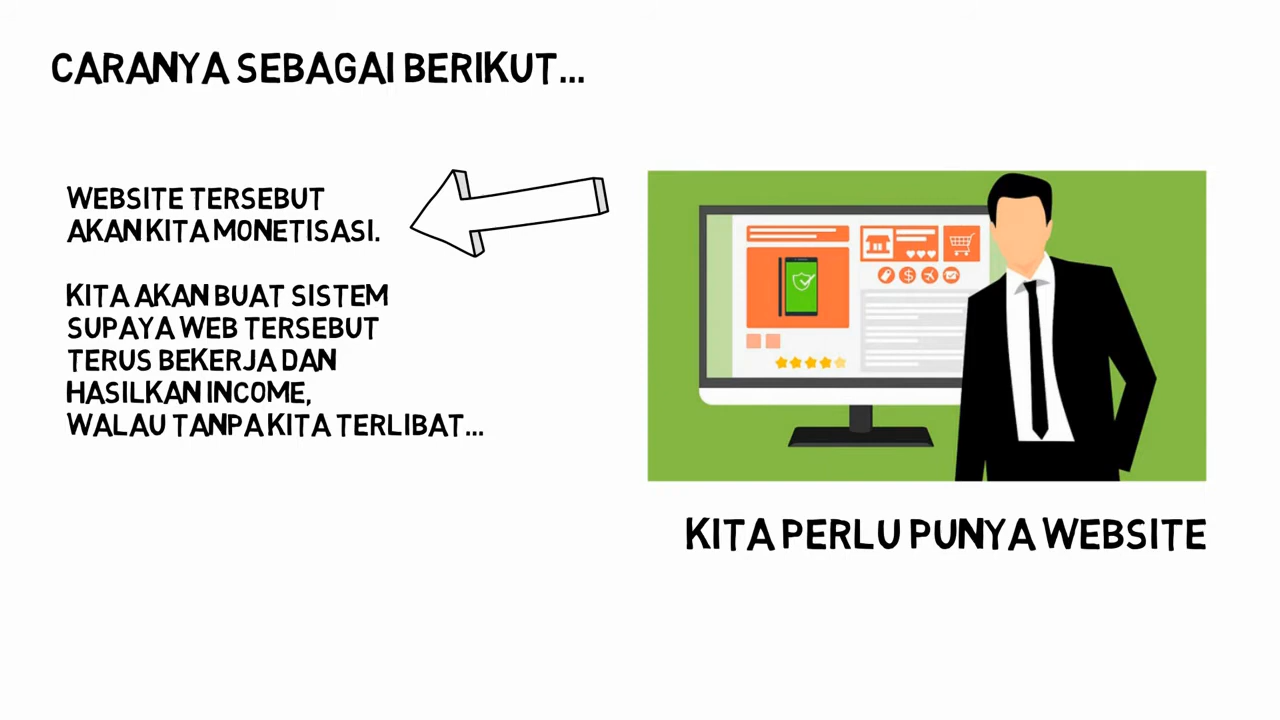 CARANYA SEBAGAI BERIKUT...
WEBSITE TERSEBUT
AKAN KITA MONETISASI.
KITA AKAN BUAT SISTEM
SUPAYA WEB TERSEBUT
TERUS BEKERJA DAN
HASILKAN INCOME,
WALAU TANPA KITA TERLIBAT...
KITA PERLU PUNYA WEBSITE